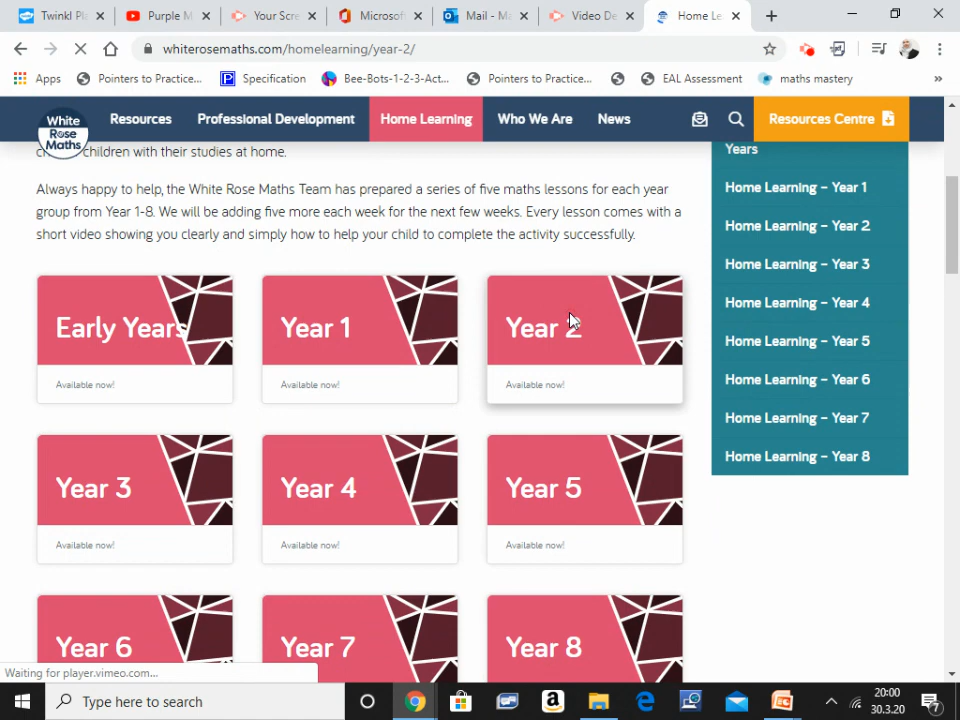 Twinkl Pl
Purple M
Your Scre
Microsof
Mail - Ma
Video De
Home Le
whiterosemaths.com/homelearning/year-2/
Apps
Pointers to Practice...
Specification
Bee-Bots-1-2-3-Act...
Pointers to Practice...
EAL Assessment
maths mastery
»
White
Rose
Maths
Resources
Professional Development
Home Learning
Who We Are
News
Resources Centre
children with their studies at home.
Always happy to help, the White Rose Maths Team has prepared a series of five maths lessons for each year
group from Year 1-8. We will be adding five more each week for the next few weeks. Every lesson comes with a
short video showing you clearly and simply how to help your child to complete the activity successfully.
Years
Home Learning – Year 1
Home Learning – Year 2
Home Learning – Year 3
Home Learning – Year 4
Home Learning – Year 5
Home Learning – Year 6
Home Learning – Year 7
Home Learning – Year 8
Early Years
Available now!
Year 1
Available now!
Year 2
Available now!
Year 3
Available now!
Year 4
Available now!
Year 5
Available now!
Year 6
Year 7
Year 8
Waiting for player.vimeo.com...
Type here to search
20:00
30.3.20
7